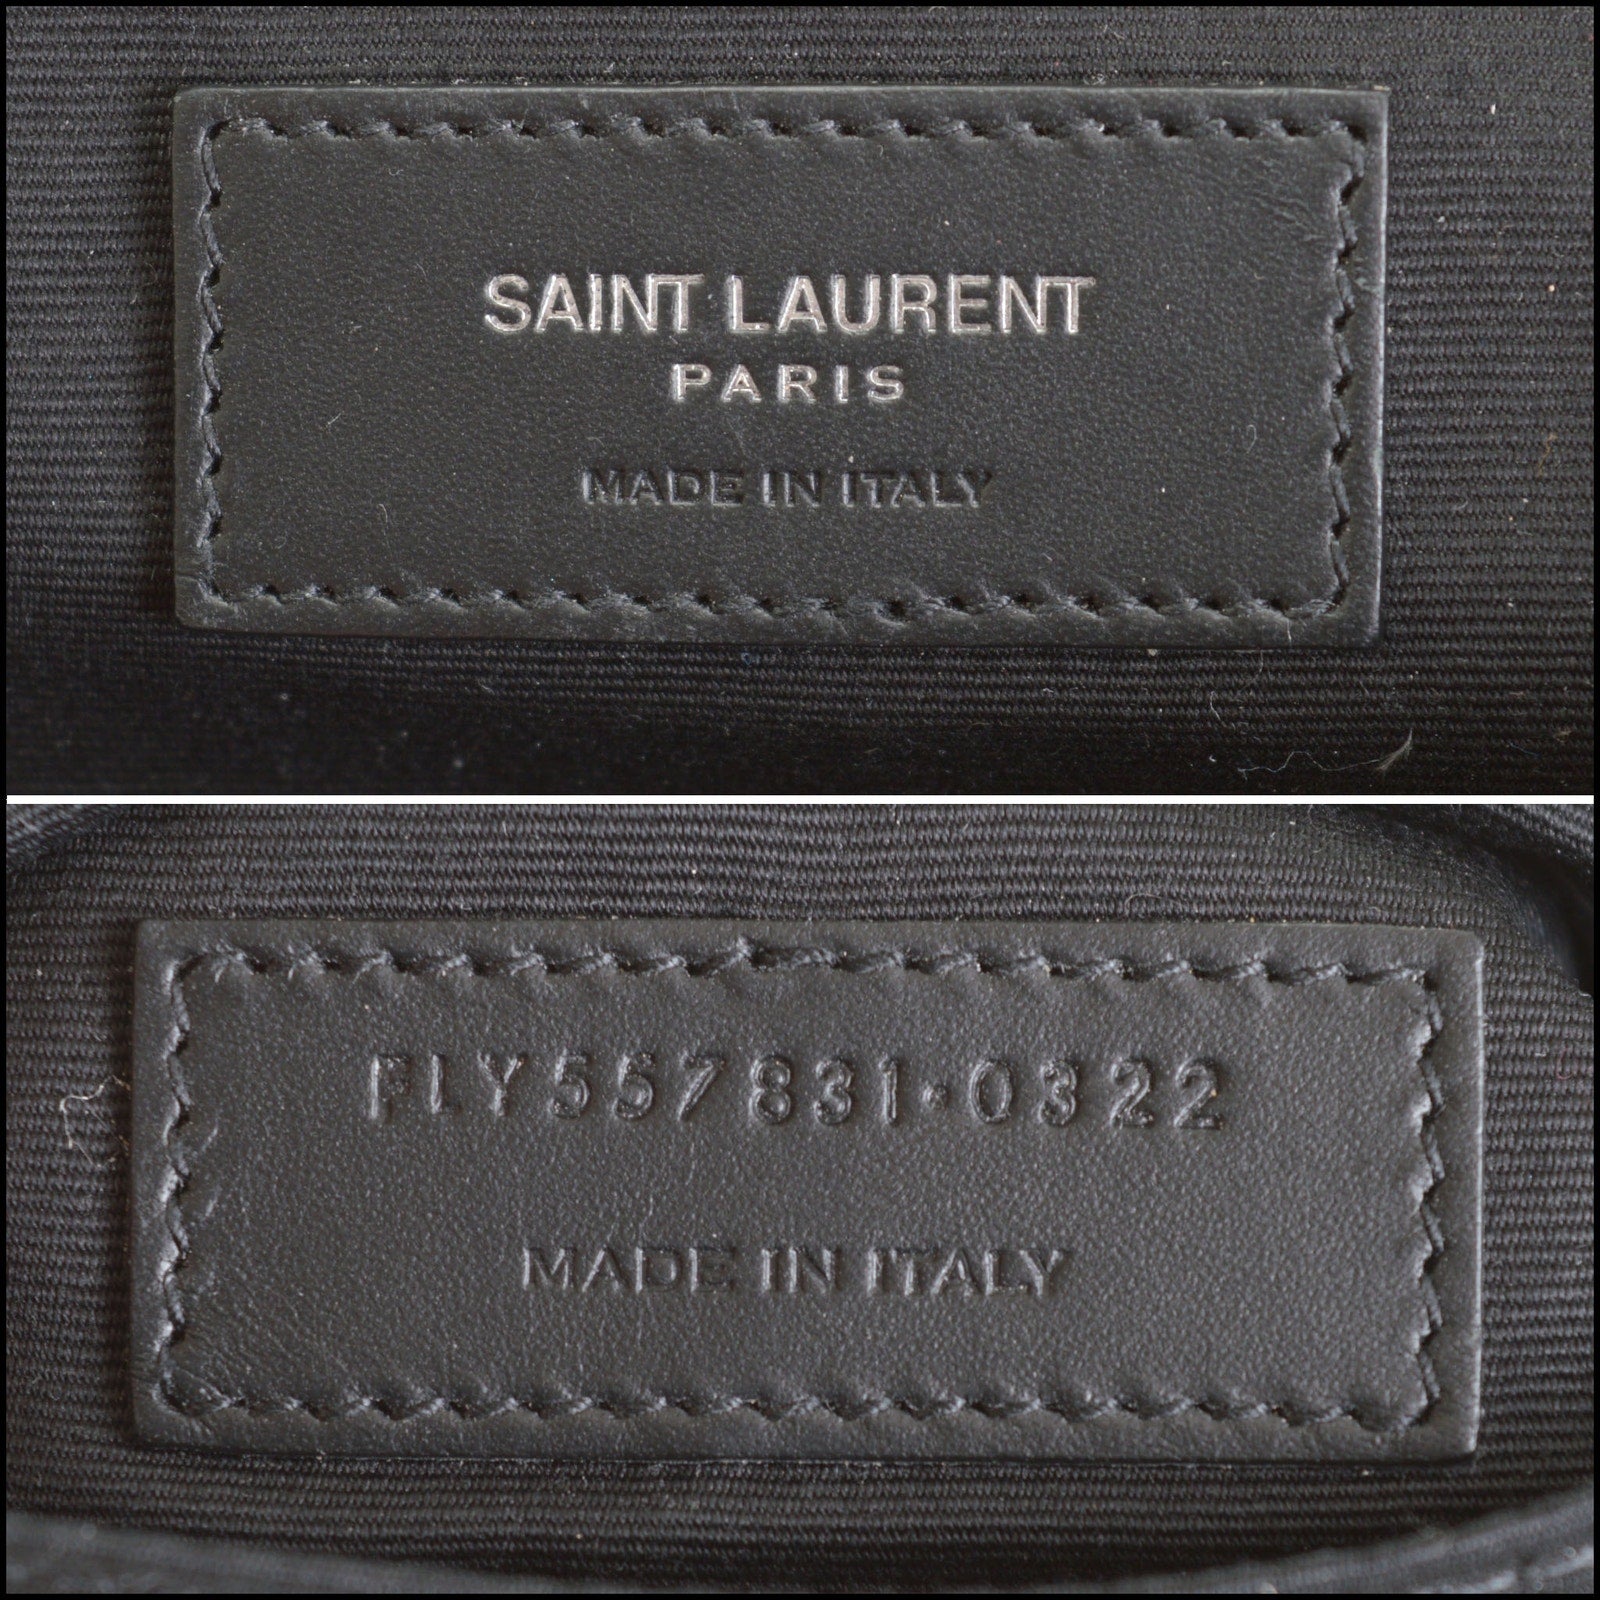 SAINT LAURENT
PARIS
MADE IN ITALY
FLY557831·0322
MADE IN ITALY